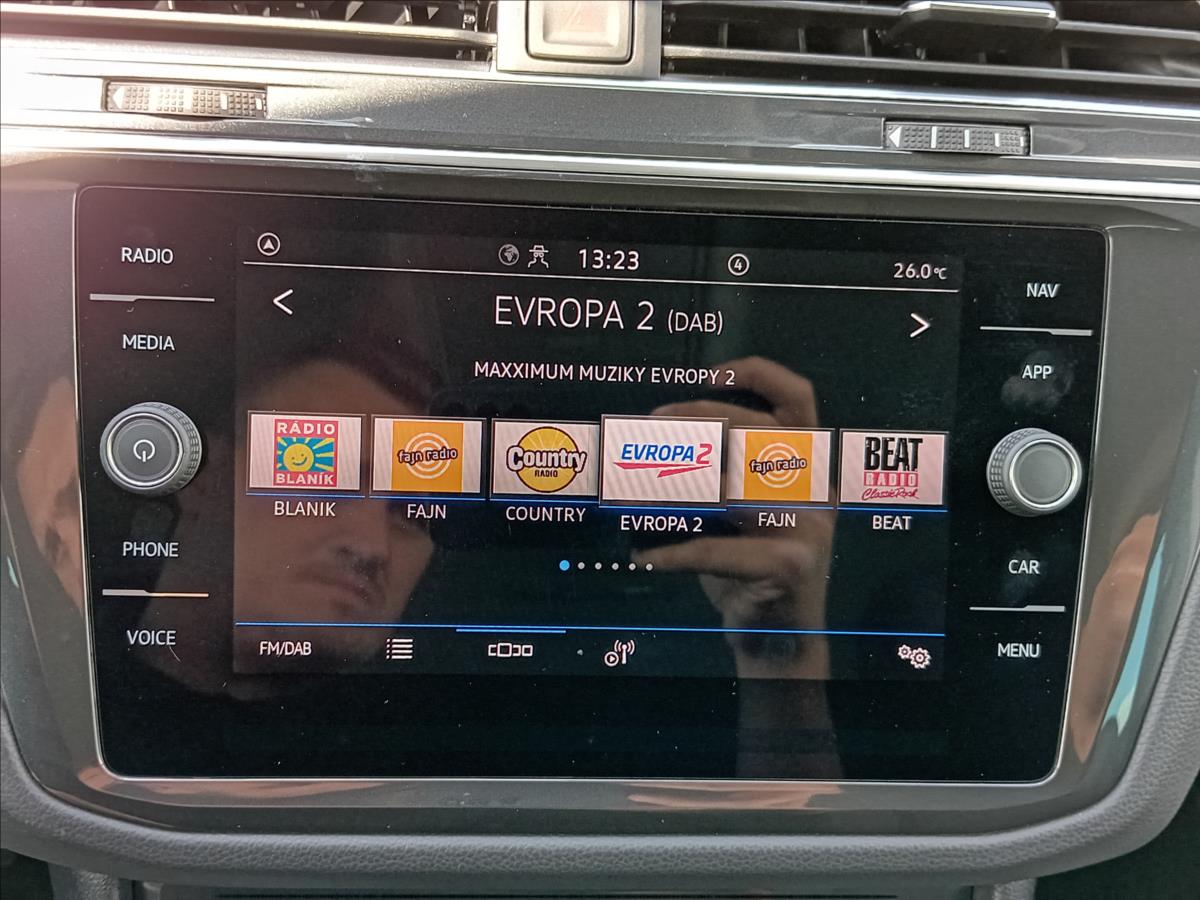 RADIO
MEDIA
PHONE
VOICE
13:23
4
26.0°C
EVROPA 2 (DAB)
MAXXIMUM MUZIKY EVROPY 2
RÁDIO
BLANÍK
fajn radio
Country
RADIO
EVROPA 2
fajn radio
BEAT
RADIO
Classic Rock
BLANIK
FAJN
COUNTRY
EVROPA 2
FAJN
BEAT
FM/DAB
NAV
APP
CAR
MENU